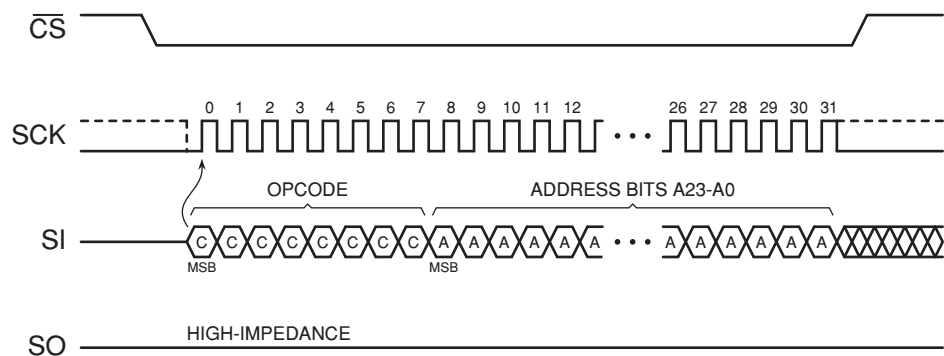 CS
SCK
0 1 2 3 4 5 6 7 8 9 10 11 12 26 27 28 29 30 31
OPCODE ADDRESS BITS A23-A0
SI
C C C C C C C C A A A A A A A A A A A A
MSB MSB
SO
HIGH-IMPEDANCE